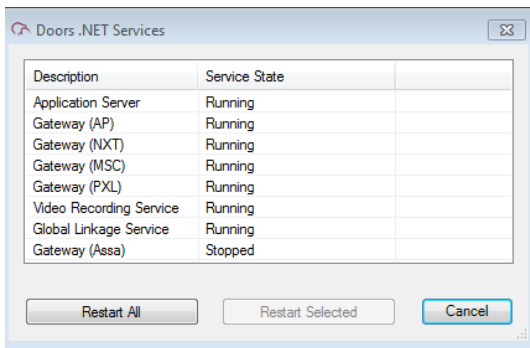 Doors .NET Services
Description Service State
Application Server Running
Gateway (AP) Running
Gateway (NXT) Running
Gateway (MSC) Running
Gateway (PXL) Running
Video Recording Service Running
Global Linkage Service Running
Gateway (Assa) Stopped
Restart All Restart Selected Cancel